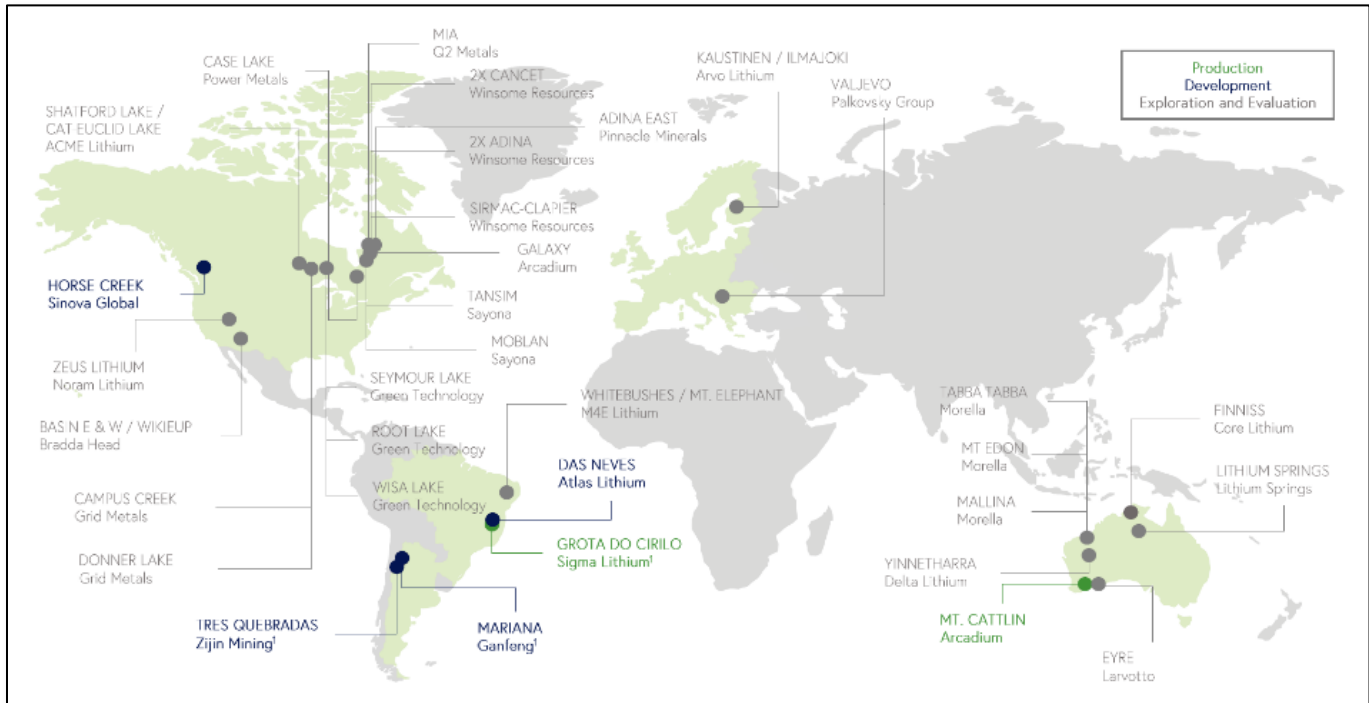 MIA
Q2 Metals
CASE LAKE
Power Metals
2X CANCET
Winsome Resources
KAUSTINEN / ILMAJOKI
Arvo Lithium
VALJEVO
Palkovsky Group
Production
Development
Exploration and Evaluation
SHATFORD LAKE /
CAT EUCLID LAKE
ACME Lithium
ADINA EAST
Pinnacle Minerals
2X ADINA
Winsome Resources
SIRMAC-CLAPIER
Winsome Resources
GALAXY
Arcadium
HORSE CREEK
Sinova Global
TANSIM
Sayona
MOBLAN
Sayona
ZEUS LITHIUM
Noram Lithium
SEYMOUR LAKE
Green Technology
WHITEBUSHES / MT. ELEPHANT
M4E Lithium
TABBA TABBA
Morella
FINNISS
Core Lithium
BASIN E & W / WIKIEUP
Bradda Head
ROOT LAKE
Green Technology
MT EDON
Morella
DAS NEVES
Atlas Lithium
LITHIUM SPRINGS
Lithium Springs
WISA LAKE
Green Technology
CAMPUS CREEK
Grid Metals
MALLINA
Morella
GROTA DO CIRILO
Sigma Lithium¹
DONNER LAKE
Grid Metals
YINNETHARRA
Delta Lithium
TRES QUEBRADAS
Zijin Mining¹
MARIANA
Ganfeng¹
MT. CATTLIN
Arcadium
EYRE
Larvotto